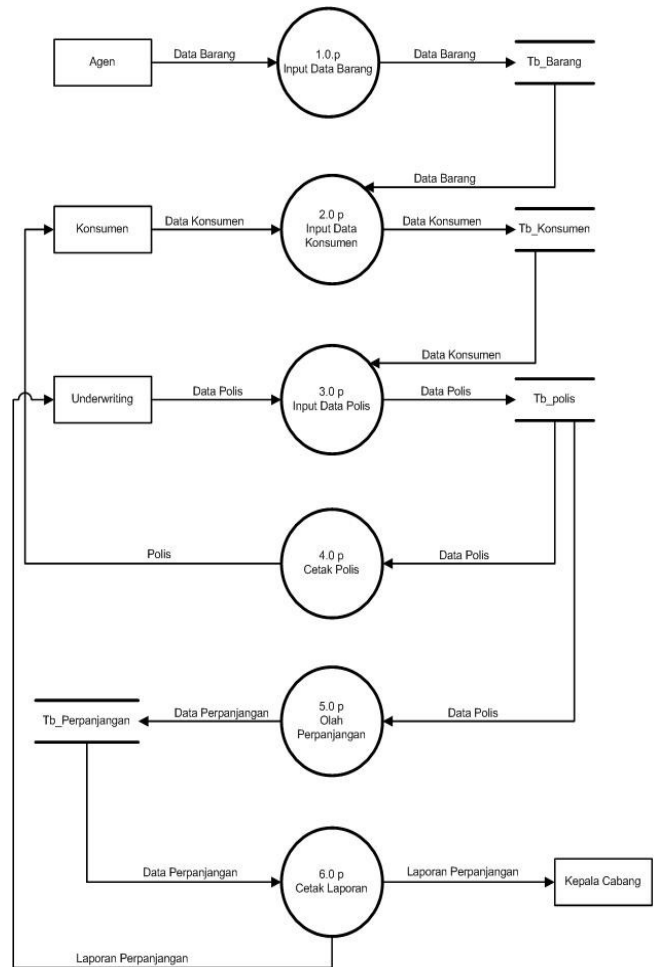 Agen
Data Barang
1.0.p
Input Data Barang
Data Barang
Tb_Barang
Data Barang
Konsumen
Data Konsumen
2.0 p
Input Data
Konsumen
Data Konsumen
Tb_Konsumen
Data Konsumen
Underwriting
Data Polis
3.0 p
Input Data Polis
Data Polis
Tb_polis
Polis
4.0 p
Cetak Polis
Data Polis
Tb_Perpanjangan
Data Perpanjangan
5.0 p
Olah
Perpanjangan
Data Polis
Data Perpanjangan
6.0 p
Cetak Laporan
Laporan Perpanjangan
Kepala Cabang
Laporan Perpanjangan